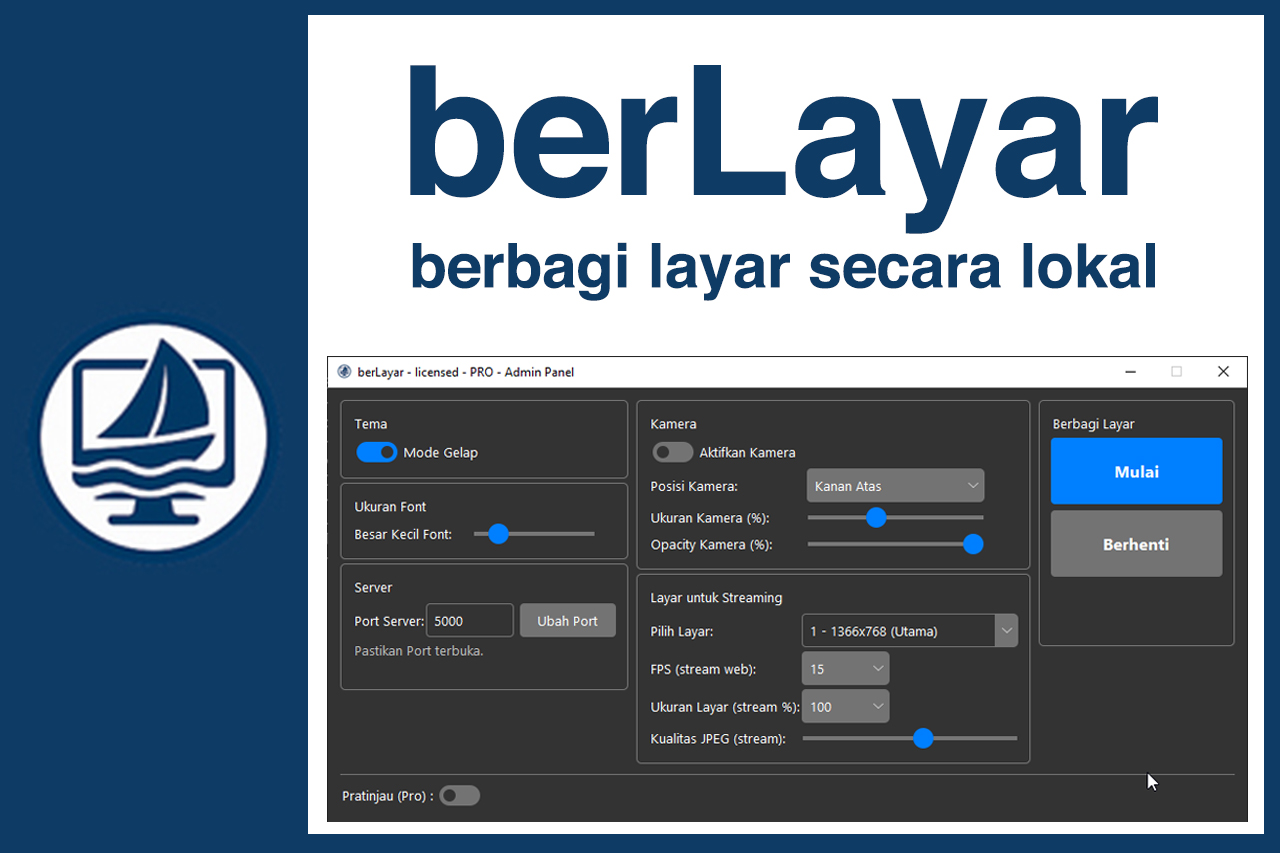 berLayar
berbagi layar secara lokal
berLayar - licensed - PRO - Admin Panel
Tema
Mode Gelap
Ukuran Font
Besar Kecil Font:
Server
Port Server: 5000 Ubah Port
Pastikan Port terbuka.
Kamera
Aktifkan Kamera
Posisi Kamera: Kanan Atas
Ukuran Kamera (%):
Opacity Kamera (%):
Layar untuk Streaming
Pilih Layar: 1 - 1366x768 (Utama)
FPS (stream web): 15
Ukuran Layar (stream %): 100
Kualitas JPEG (stream):
Berbagi Layar
Mulai
Berhenti
Pratinjau (Pro) :